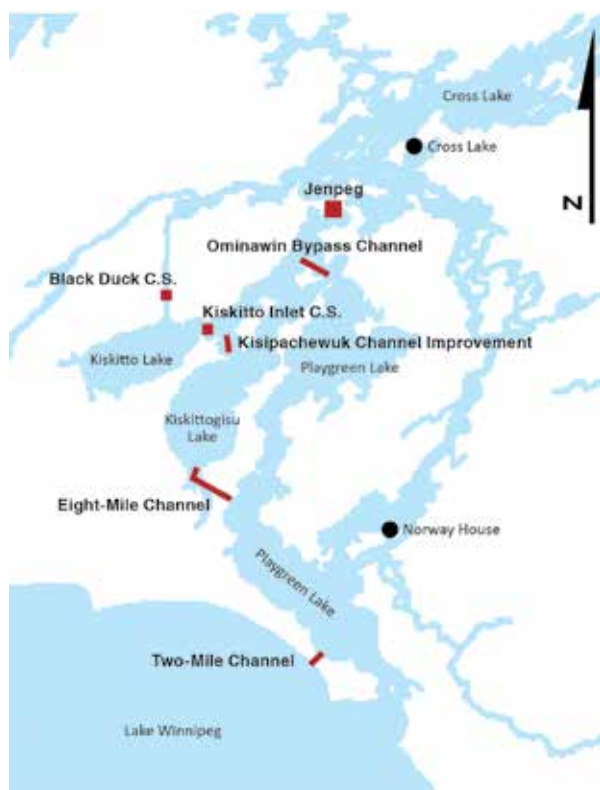 Cross Lake
Cross Lake
Jenpeg
N
Ominawin Bypass Channel
Black Duck C.S.
Kiskitto Inlet C.S.
Kisipachewuk Channel Improvement
Kiskitto Lake
Playgreen Lake
Kiskittogisu
Lake
Eight-Mile Channel
Norway House
Playgreen Lake
Two-Mile Channel
Lake Winnipeg